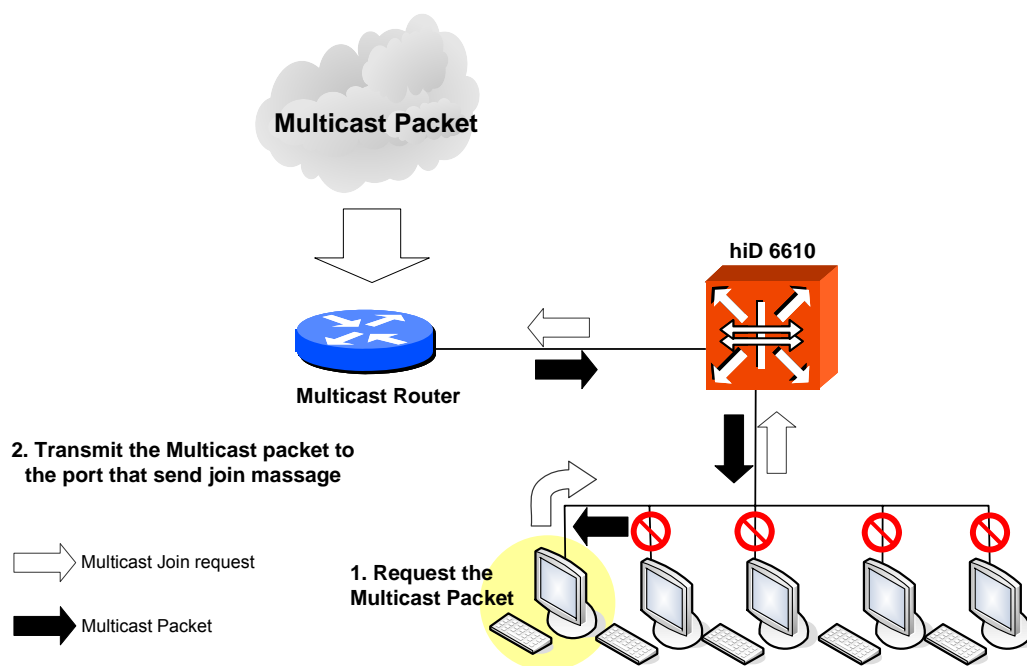 Multicast Packet
hiD 6610
Multicast Router
2. Transmit the Multicast packet to
the port that send join massage
Multicast Join request
1. Request the
Multicast Packet
Multicast Packet